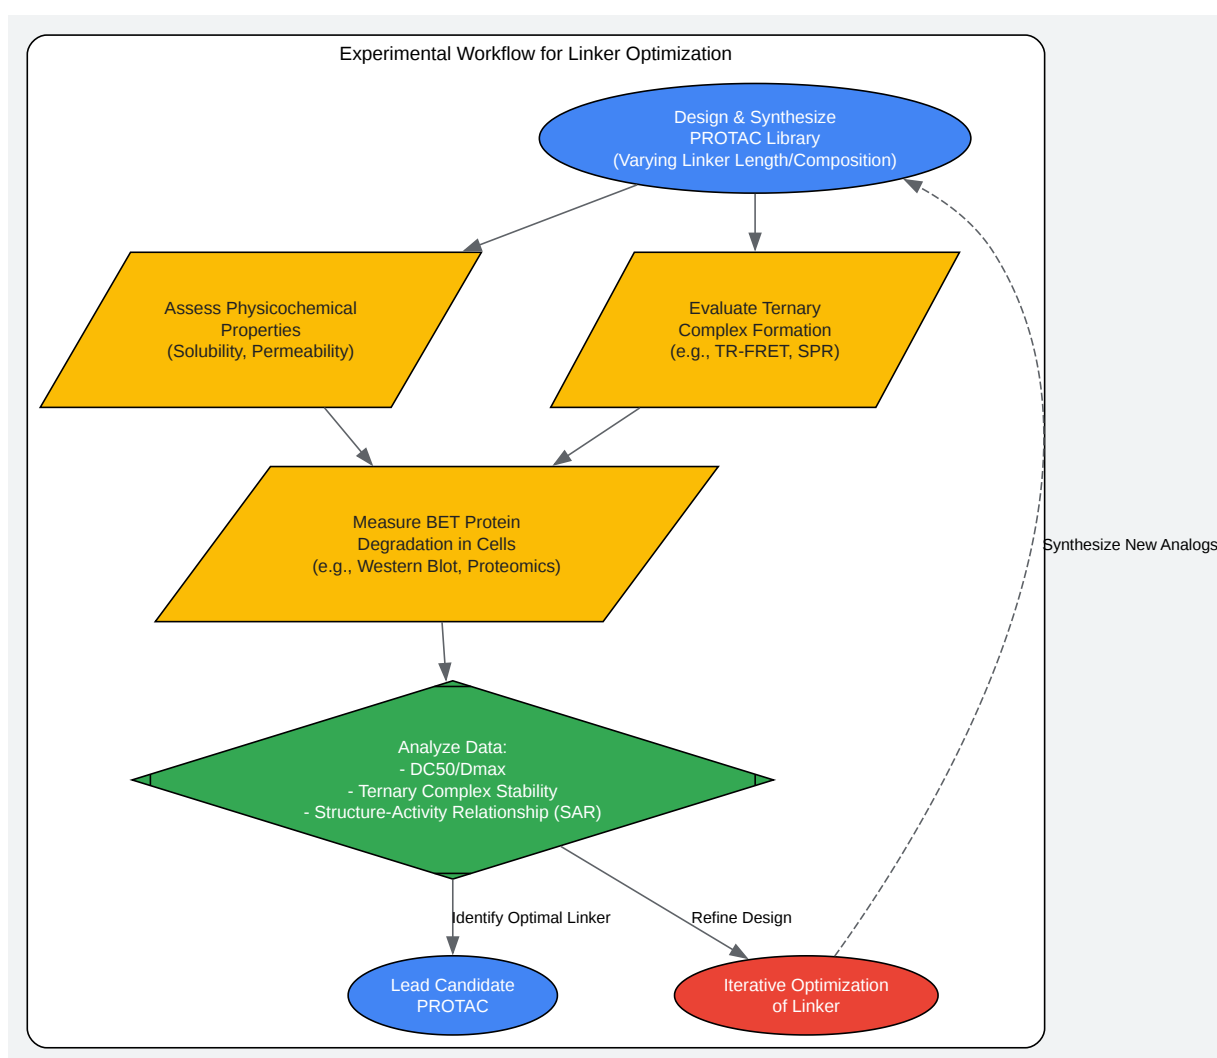 Experimental Workflow for Linker Optimization
Design & Synthesize
PROTAC Library
(Varying Linker Length/Composition)
Assess Physicochemical
Properties
(Solubility, Permeability)
Evaluate Ternary
Complex Formation
(e.g., TR-FRET, SPR)
Measure BET Protein
Degradation in Cells
(e.g., Western Blot, Proteomics)
Synthesize New Analogs
Analyze Data:
- DC50/Dmax
- Ternary Complex Stability
- Structure-Activity Relationship (SAR)
Identify Optimal Linker
Refine Design
Lead Candidate
PROTAC
Iterative Optimization
of Linker